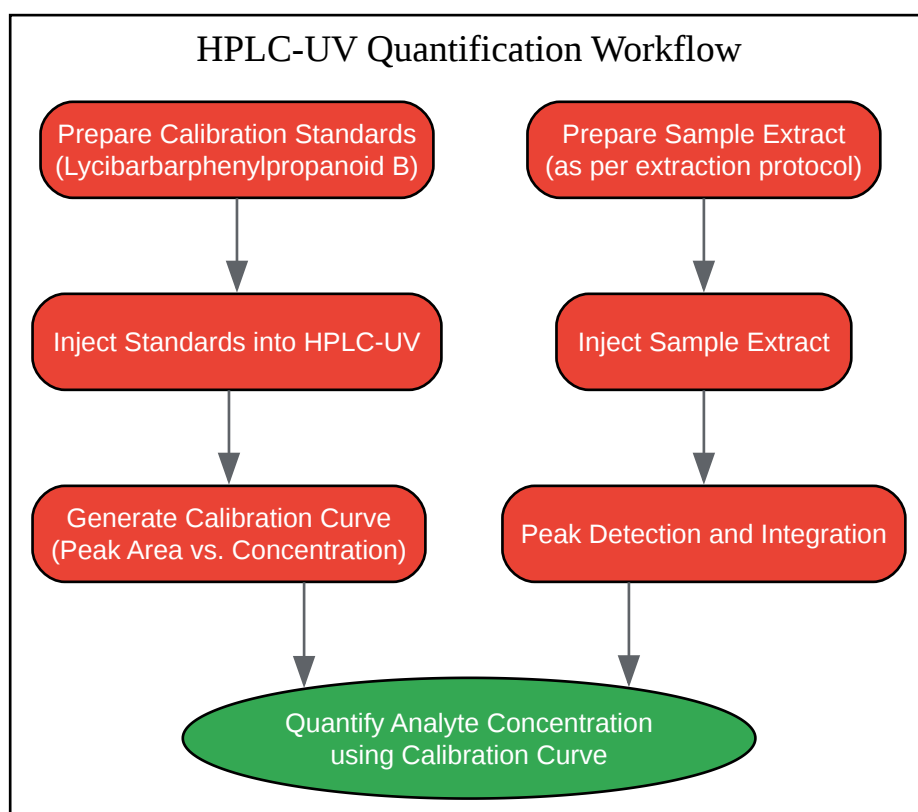 HPLC-UV Quantification Workflow
Prepare Calibration Standards
(Lycibarbarphenylpropanoid B)
Prepare Sample Extract
(as per extraction protocol)
Inject Standards into HPLC-UV
Inject Sample Extract
Generate Calibration Curve
(Peak Area vs. Concentration)
Peak Detection and Integration
Quantify Analyte Concentration
using Calibration Curve